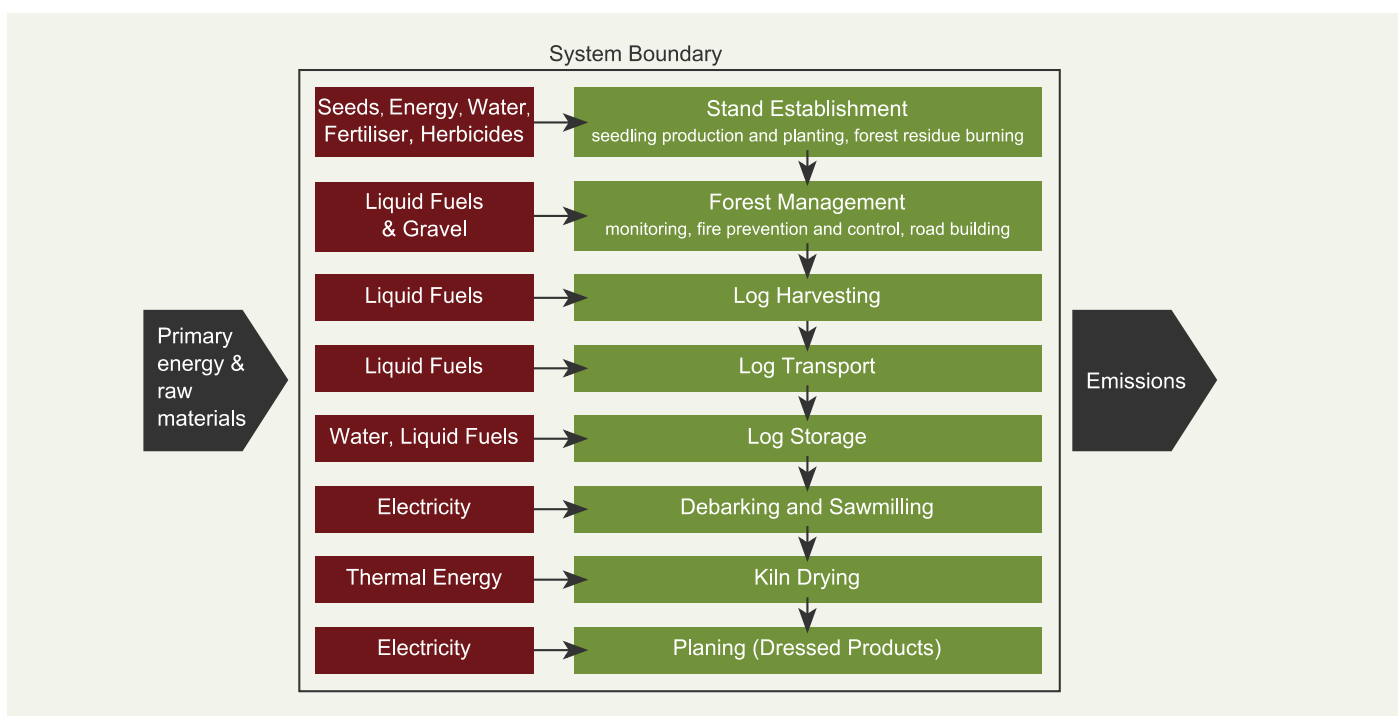 System Boundary
Seeds, Energy, Water,
Fertiliser, Herbicides
Stand Establishment
seedling production and planting, forest residue burning
Liquid Fuels
& Gravel
Forest Management
monitoring, fire prevention and control, road building
Liquid Fuels
Log Harvesting
Primary
energy &
raw
materials
Liquid Fuels
Log Transport
Emissions
Water, Liquid Fuels
Log Storage
Electricity
Debarking and Sawmilling
Thermal Energy
Kiln Drying
Electricity
Planing (Dressed Products)